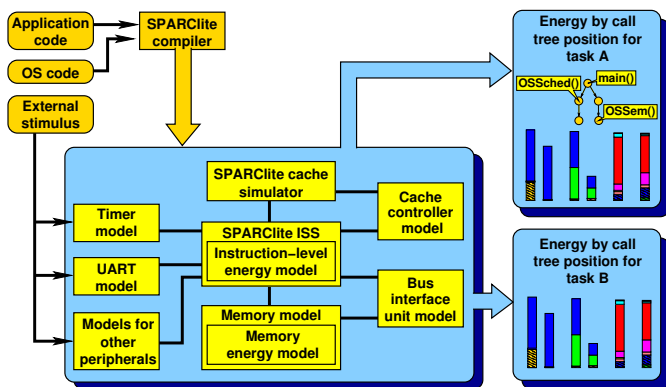 Application
code
SPARClite
compiler
OS code
External
stimulus
SPARClite cache
simulator
Timer
model
SPARClite ISS
Instruction−level
energy model
Cache
controller
model
UART
model
Memory model
Memory
energy model
Bus
interface
unit model
Models for
other
peripherals
Energy by call
tree position for
task A
OSSched()
main()
OSSem()
Energy by call
tree position for
task B